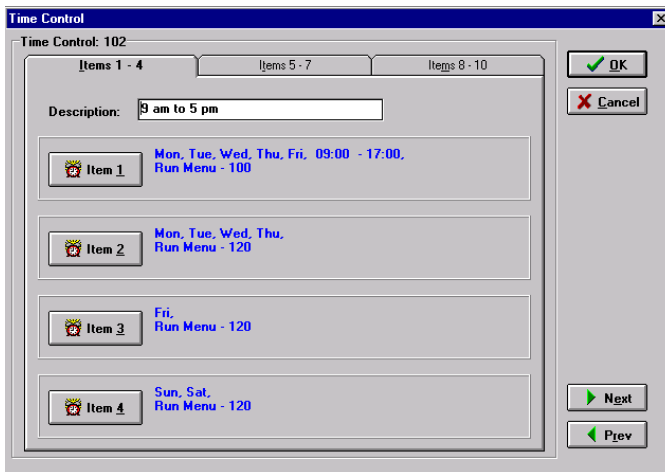 Time Control
Time Control: 102
Items 1 - 4
Items 5 - 7
Items 8 - 10
OK
Cancel
Description: 9 am to 5 pm
Item 1
Mon, Tue, Wed, Thu, Fri,  09:00  - 17:00,
Run Menu - 100
Item 2
Mon, Tue, Wed, Thu,
Run Menu - 120
Item 3
Fri,
Run Menu - 120
Item 4
Sun, Sat,
Run Menu - 120
Next
Prev